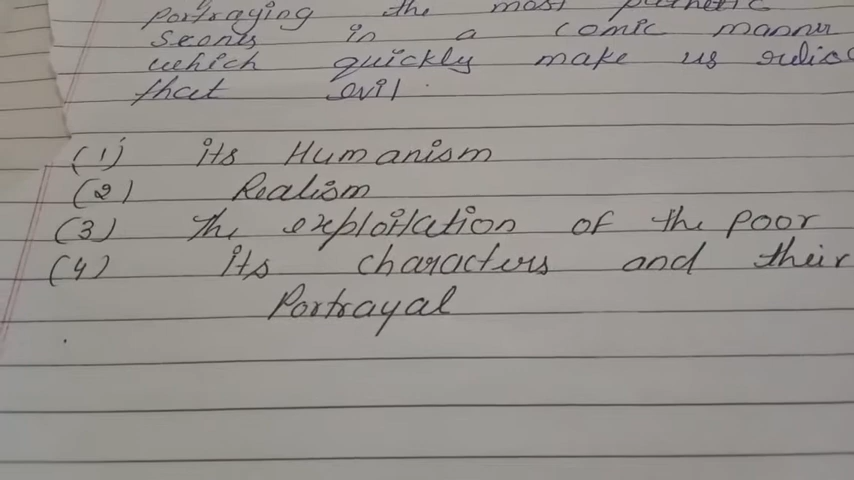 portraying the most pathetic
Scenes in a comic manner
which quickly make us
that evil.
(1) its Humanism
(2) Realism
(3) The exploitation of the poor
(4) its characters and their
Portrayal